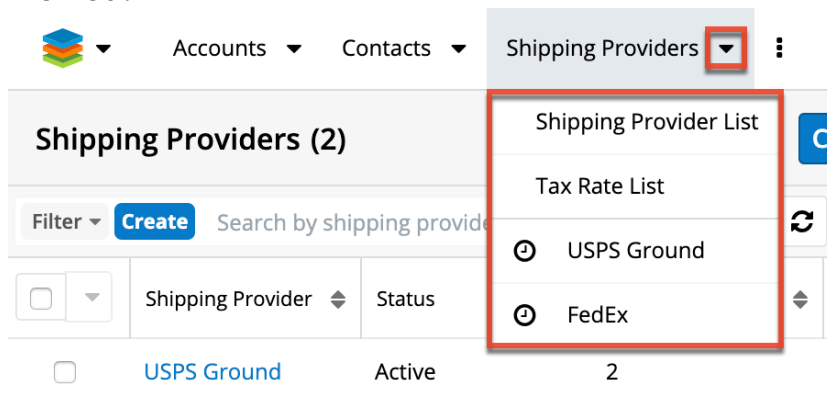 Accounts Contacts Shipping Providers
Shipping Providers (2)
Shipping Provider List
Tax Rate List
USPS Ground
FedEx
Filter Create Search by shipping provide
Shipping Provider Status
USPS Ground Active 2